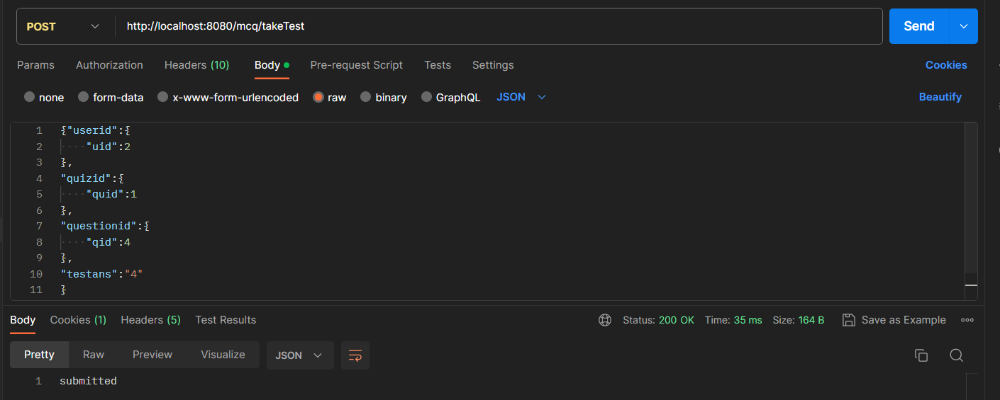 POST http://localhost:8080/mcq/takeTest Send
Params Authorization Headers (10) Body Pre-request Script Tests Settings Cookies
none form-data x-www-form-urlencoded raw binary GraphQL JSON Beautify
1 {"userid":{
2 "uid":2
3 },
4 "quizid":{
5 "quid":1
6 },
7 "questionid":{
8 "qid":4
9 },
10 "testans":"4"
11 }
Body Cookies (1) Headers (5) Test Results Status: 200 OK Time: 35 ms Size: 164 B Save as Example
Pretty Raw Preview Visualize JSON
1 submitted